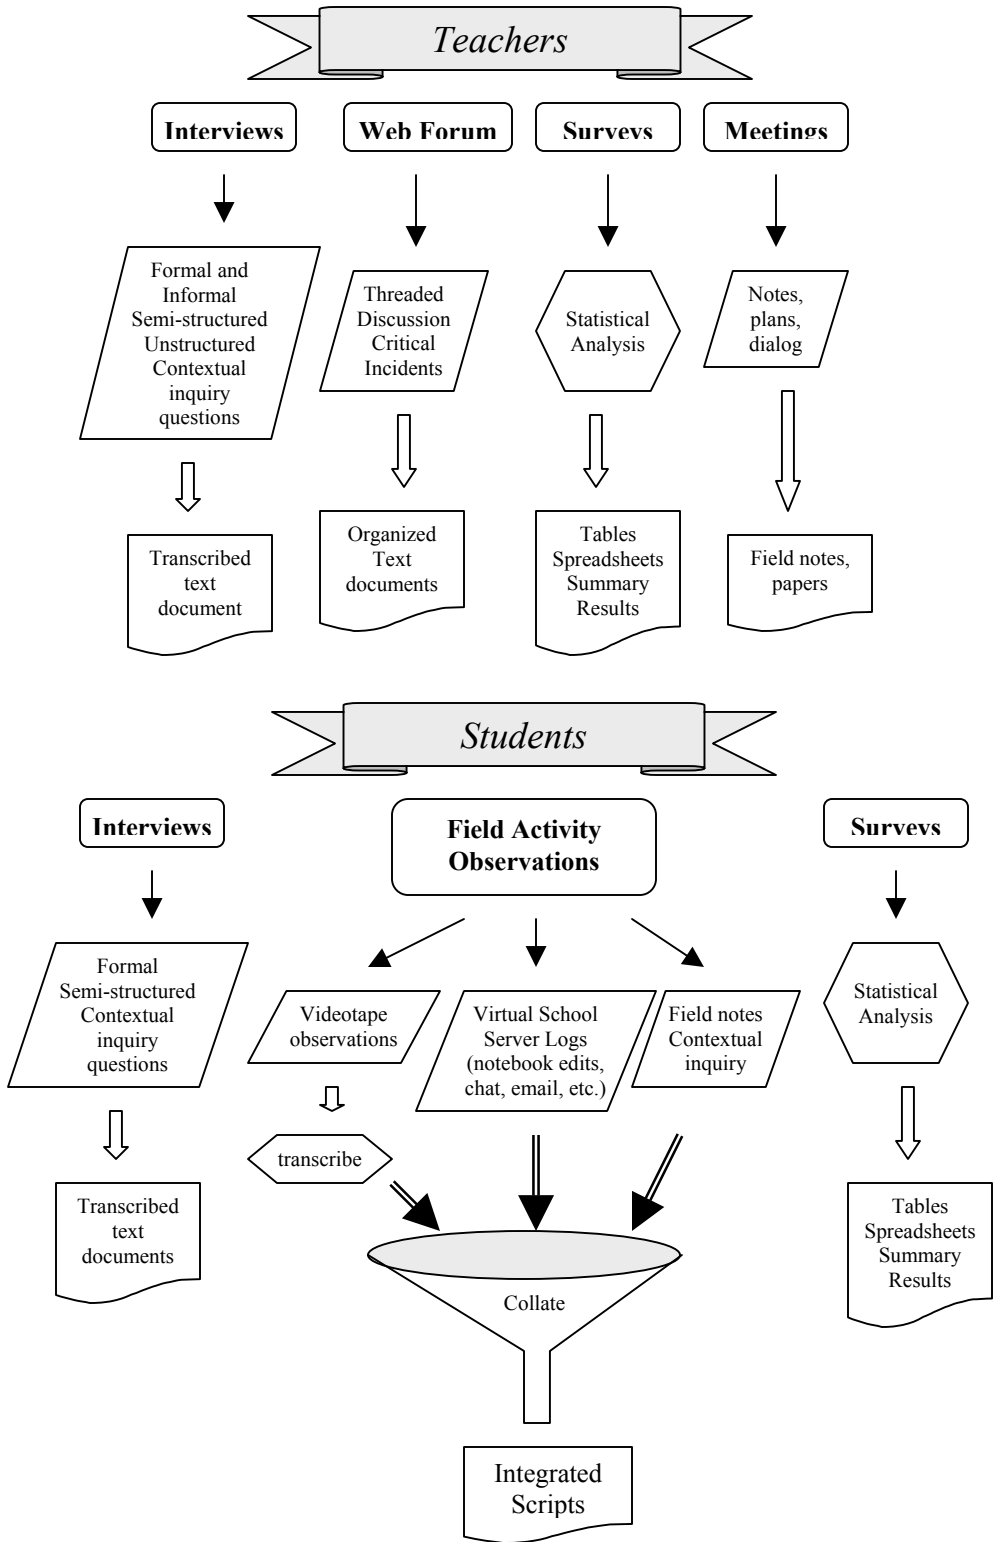 Teachers
Interviews
Web Forum
Surveys
Meetings
Formal and
Informal
Semi-structured
Unstructured
Contextual
inquiry
questions
Threaded
Discussion
Critical
Incidents
Statistical
Analysis
Notes,
plans,
dialog
Transcribed
text
document
Organized
Text
documents
Tables
Spreadsheets
Summary
Results
Field notes,
papers
Students
Interviews
Field Activity
Observations
Surveys
Formal
Semi-structured
Contextual
inquiry
questions
Videotape
observations
Virtual School
Server Logs
(notebook edits,
chat, email, etc.)
Field notes
Contextual
inquiry
Statistical
Analysis
transcribe
Transcribed
text
documents
Tables
Spreadsheets
Summary
Results
Collate
Integrated
Scripts